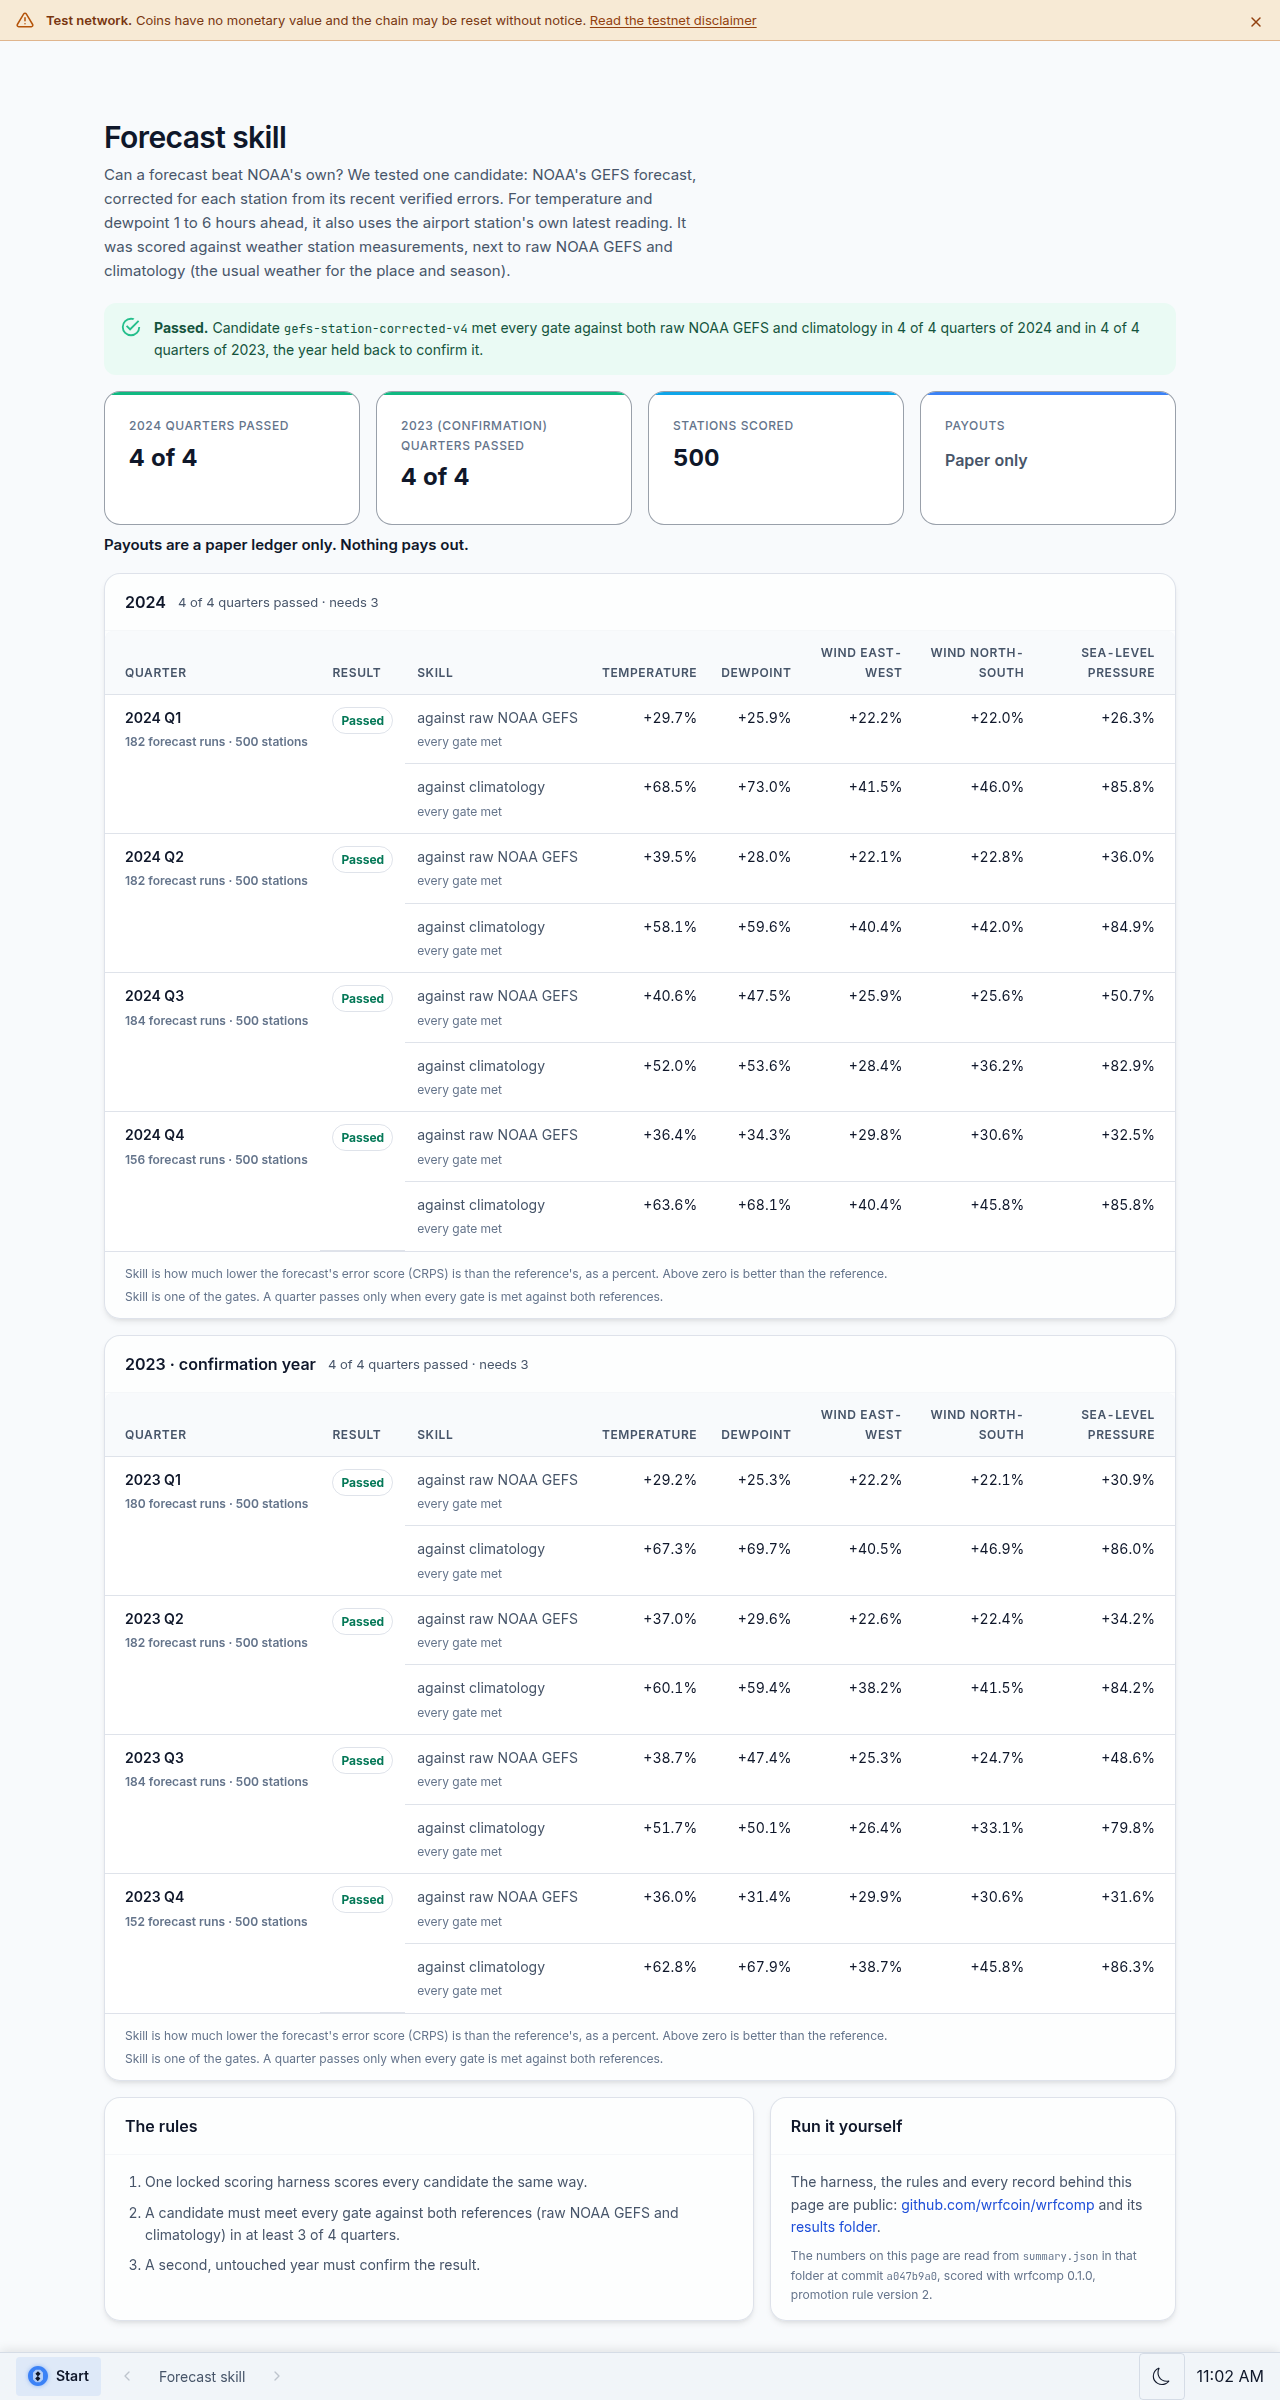 Test network. Coins have no monetary value and the chain may be reset without notice. Read the testnet disclaimer
Forecast skill
Can a forecast beat NOAA's own? We tested one candidate: NOAA's GEFS forecast,
corrected for each station from its recent verified errors. For temperature and
dewpoint 1 to 6 hours ahead, it also uses the airport station's own latest reading. It
was scored against weather station measurements, next to raw NOAA GEFS and
climatology (the usual weather for the place and season).
Passed. Candidate gefs-station-corrected-v4 met every gate against both raw NOAA GEFS and climatology in 4 of 4 quarters of 2024 and in 4 of 4
quarters of 2023, the year held back to confirm it.
2024 QUARTERS PASSED
4 of 4
2023 (CONFIRMATION)
QUARTERS PASSED
4 of 4
STATIONS SCORED
500
PAYOUTS
Paper only
Payouts are a paper ledger only. Nothing pays out.
2024 4 of 4 quarters passed · needs 3
QUARTER RESULT SKILL TEMPERATURE DEWPOINT WIND EAST-WEST WIND NORTH-SOUTH SEA-LEVEL PRESSURE
2024 Q1 Passed against raw NOAA GEFS +29.7% +25.9% +22.2% +22.0% +26.3%
182 forecast runs · 500 stations every gate met
against climatology +68.5% +73.0% +41.5% +46.0% +85.8%
every gate met
2024 Q2 Passed against raw NOAA GEFS +39.5% +28.0% +22.1% +22.8% +36.0%
182 forecast runs · 500 stations every gate met
against climatology +58.1% +59.6% +40.4% +42.0% +84.9%
every gate met
2024 Q3 Passed against raw NOAA GEFS +40.6% +47.5% +25.9% +25.6% +50.7%
184 forecast runs · 500 stations every gate met
against climatology +52.0% +53.6% +28.4% +36.2% +82.9%
every gate met
2024 Q4 Passed against raw NOAA GEFS +36.4% +34.3% +29.8% +30.6% +32.5%
156 forecast runs · 500 stations every gate met
against climatology +63.6% +68.1% +40.4% +45.8% +85.8%
every gate met
Skill is how much lower the forecast's error score (CRPS) is than the reference's, as a percent. Above zero is better than the reference.
Skill is one of the gates. A quarter passes only when every gate is met against both references.
2023 · confirmation year 4 of 4 quarters passed · needs 3
QUARTER RESULT SKILL TEMPERATURE DEWPOINT WIND EAST-WEST WIND NORTH-SOUTH SEA-LEVEL PRESSURE
2023 Q1 Passed against raw NOAA GEFS +29.2% +25.3% +22.2% +22.1% +30.9%
180 forecast runs · 500 stations every gate met
against climatology +67.3% +69.7% +40.5% +46.9% +86.0%
every gate met
2023 Q2 Passed against raw NOAA GEFS +37.0% +29.6% +22.6% +22.4% +34.2%
182 forecast runs · 500 stations every gate met
against climatology +60.1% +59.4% +38.2% +41.5% +84.2%
every gate met
2023 Q3 Passed against raw NOAA GEFS +38.7% +47.4% +25.3% +24.7% +48.6%
184 forecast runs · 500 stations every gate met
against climatology +51.7% +50.1% +26.4% +33.1% +79.8%
every gate met
2023 Q4 Passed against raw NOAA GEFS +36.0% +31.4% +29.9% +30.6% +31.6%
152 forecast runs · 500 stations every gate met
against climatology +62.8% +67.9% +38.7% +45.8% +86.3%
every gate met
Skill is how much lower the forecast's error score (CRPS) is than the reference's, as a percent. Above zero is better than the reference.
Skill is one of the gates. A quarter passes only when every gate is met against both references.
The rules
1. One locked scoring harness scores every candidate the same way.
2. A candidate must meet every gate against both references (raw NOAA GEFS and
climatology) in at least 3 of 4 quarters.
3. A second, untouched year must confirm the result.
Run it yourself
The harness, the rules and every record behind this
page are public: github.com/wrfcoin/wrfcomp and its
results folder.
The numbers on this page are read from summary.json in that
folder at commit a047b9a0, scored with wrfcomp 0.1.0,
promotion rule version 2.
Start Forecast skill 11:02 AM